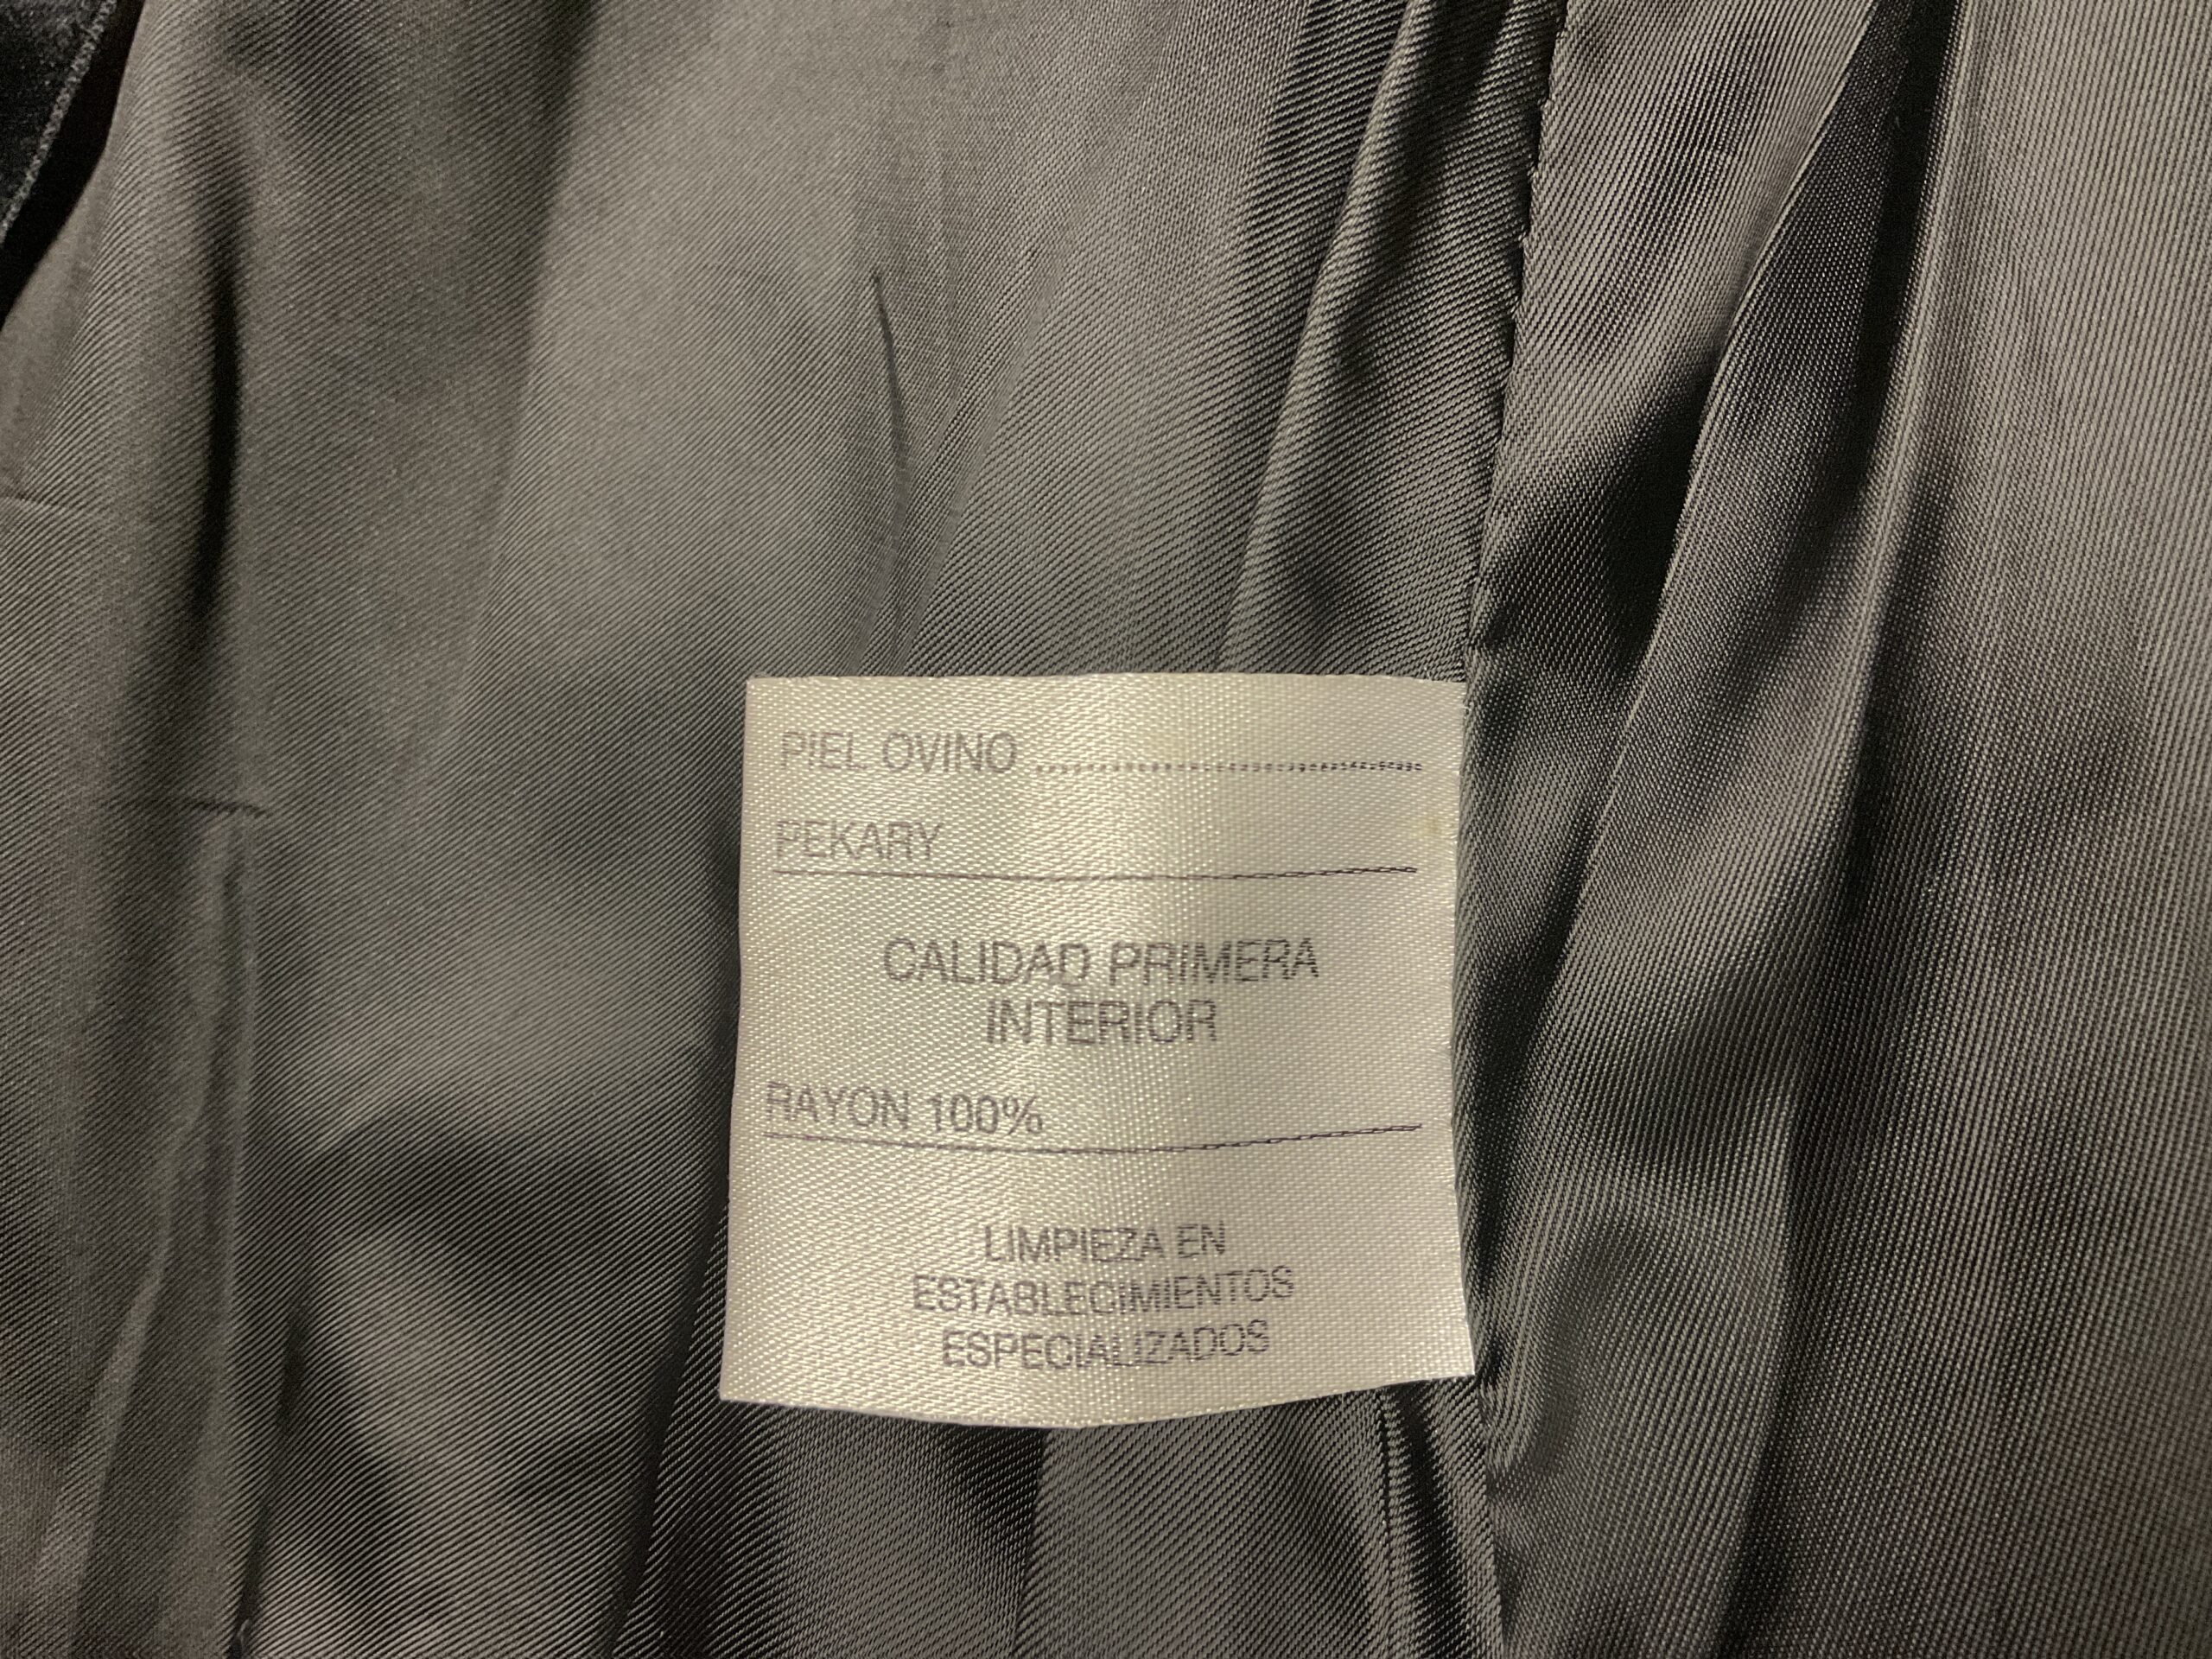 PIEL OVINO ................................
PEKARY
CALIDAD PRIMERA
INTERIOR
RAYON 100%
LIMPIEZA EN
ESTABLECIMIENTOS
ESPECIALIZADOS